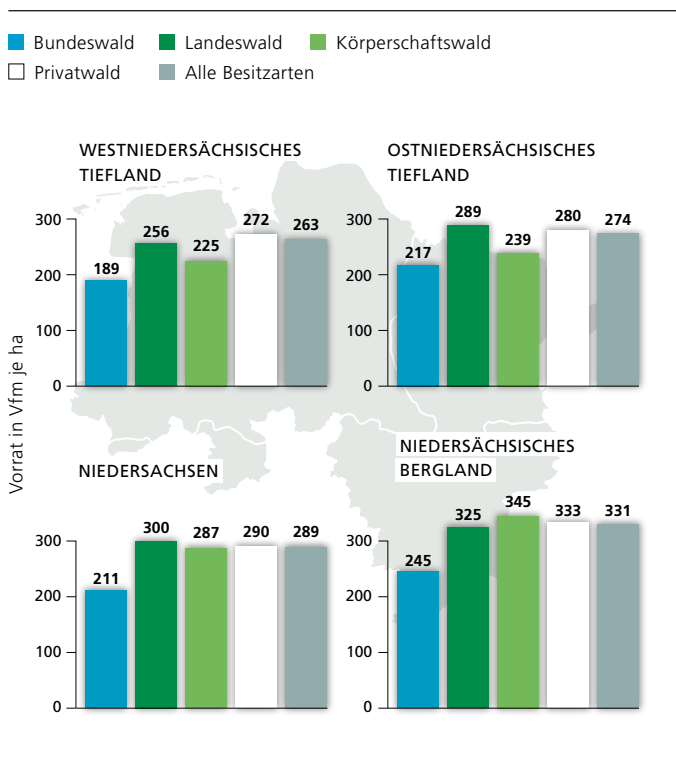 Bundeswald Landeswald Körperschaftswald
Privatwald Alle Besitzarten
Vorrat in Vfm je ha
WESTNIEDERSÄCHSISCHES
TIEFLAND
300
200
100
0
189 256 225 272 263
OSTNIEDERSÄCHSISCHES
TIEFLAND
300
200
100
0
217 289 239 280 274
NIEDERSACHSEN
300
200
100
0
211 300 287 290 289
NIEDERSÄCHSISCHES
BERGLAND
300
200
100
0
245 325 345 333 331